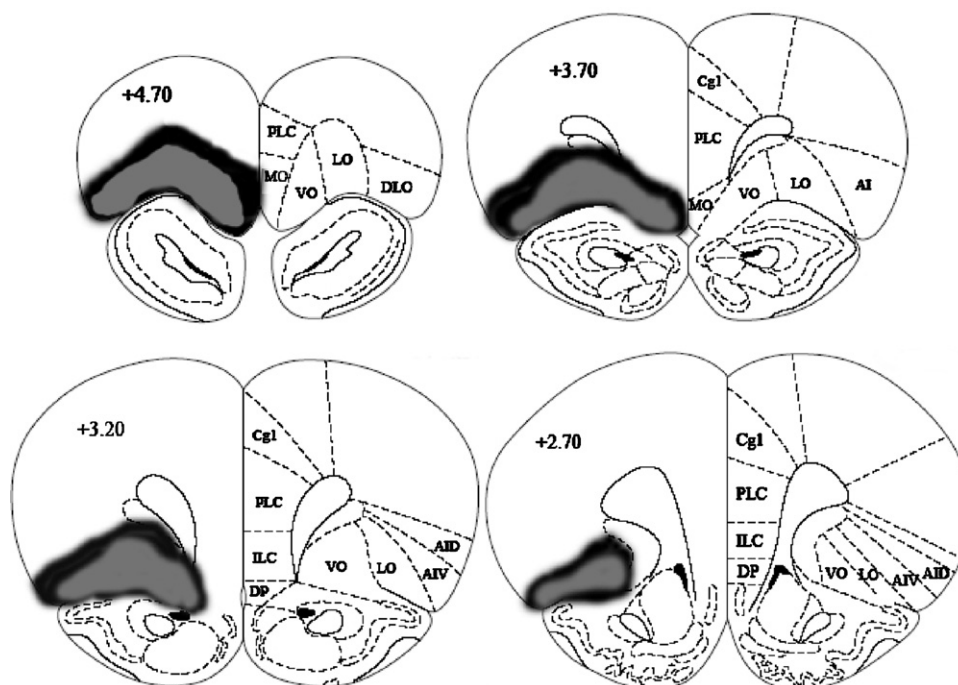 +4.70
PLC
MO
VO
LO
DLO
+3.70
Cg1
PLC
MO
VO
LO
AI
+3.20
Cg1
PLC
ILC
DP
VO
LO
AIV
AID
+2.70
Cg1
PLC
ILC
DP
VO
LO
AIV
AID